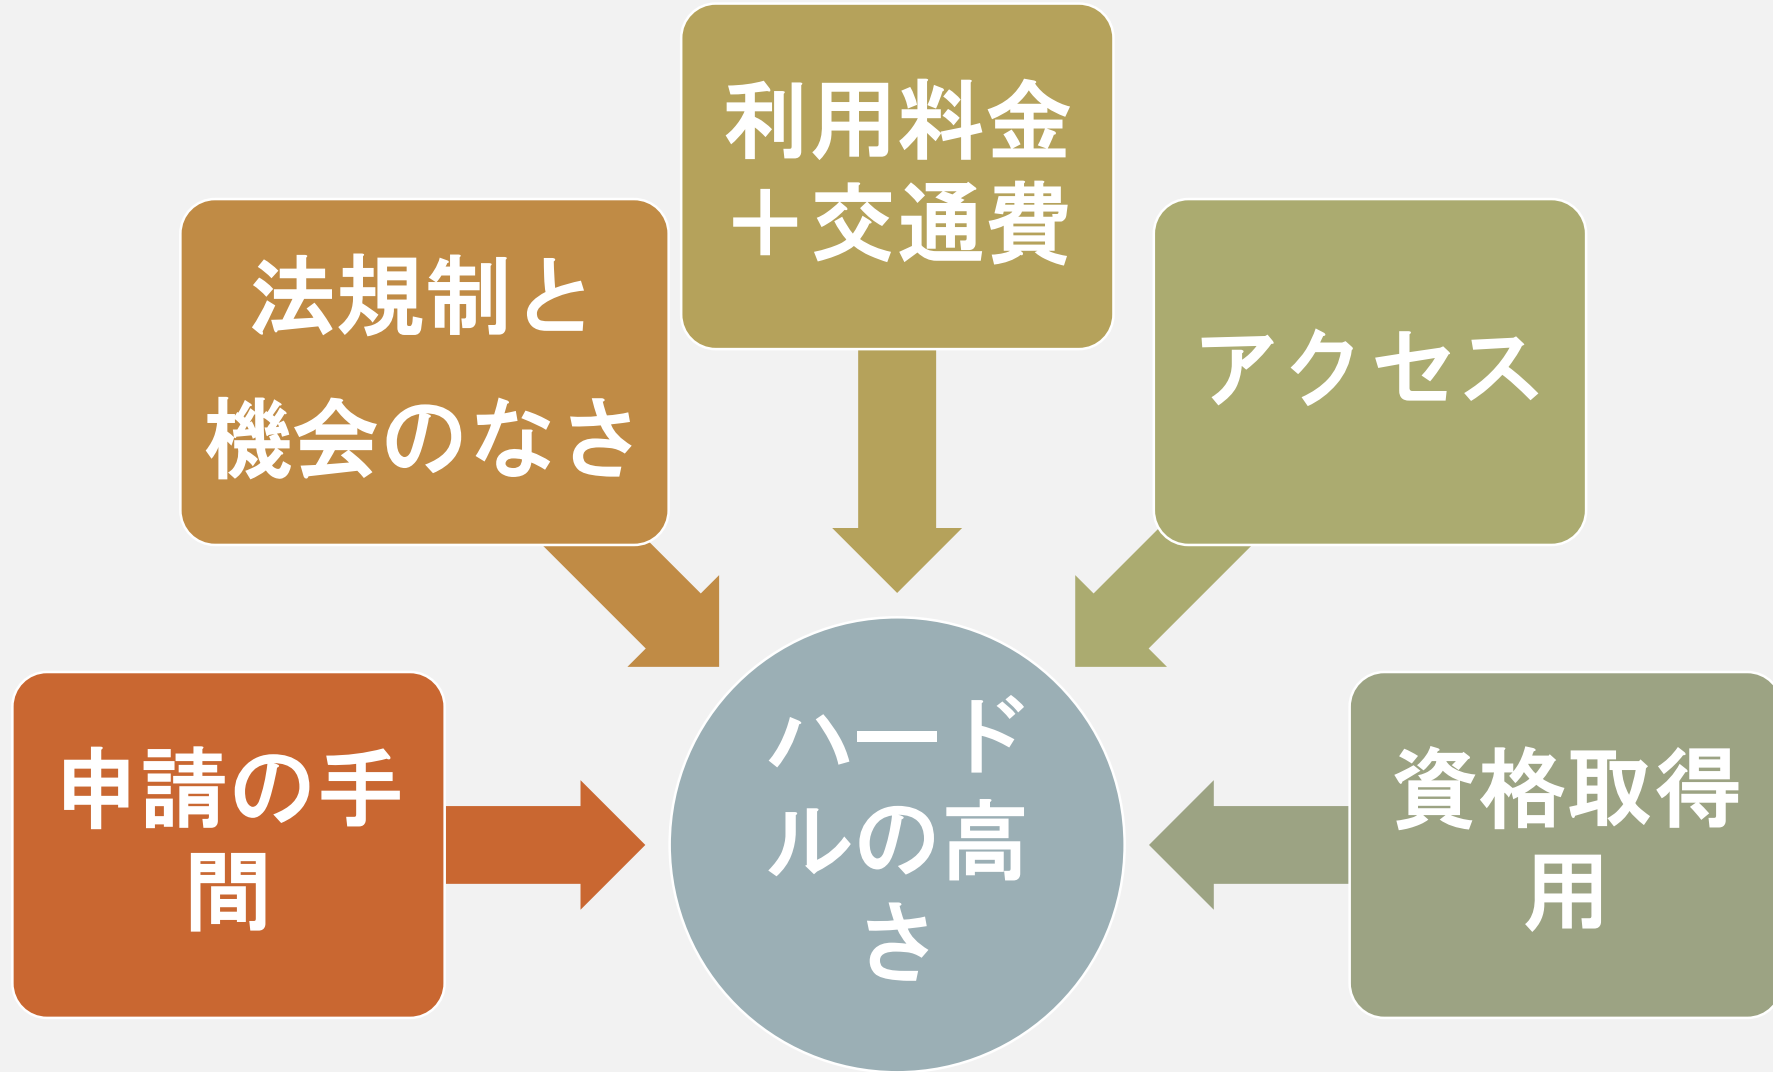 利用料金
＋交通費
法規制と
機会のなさ
アクセス
申請の手
間
ハード
ルの高
さ
資格取得
用